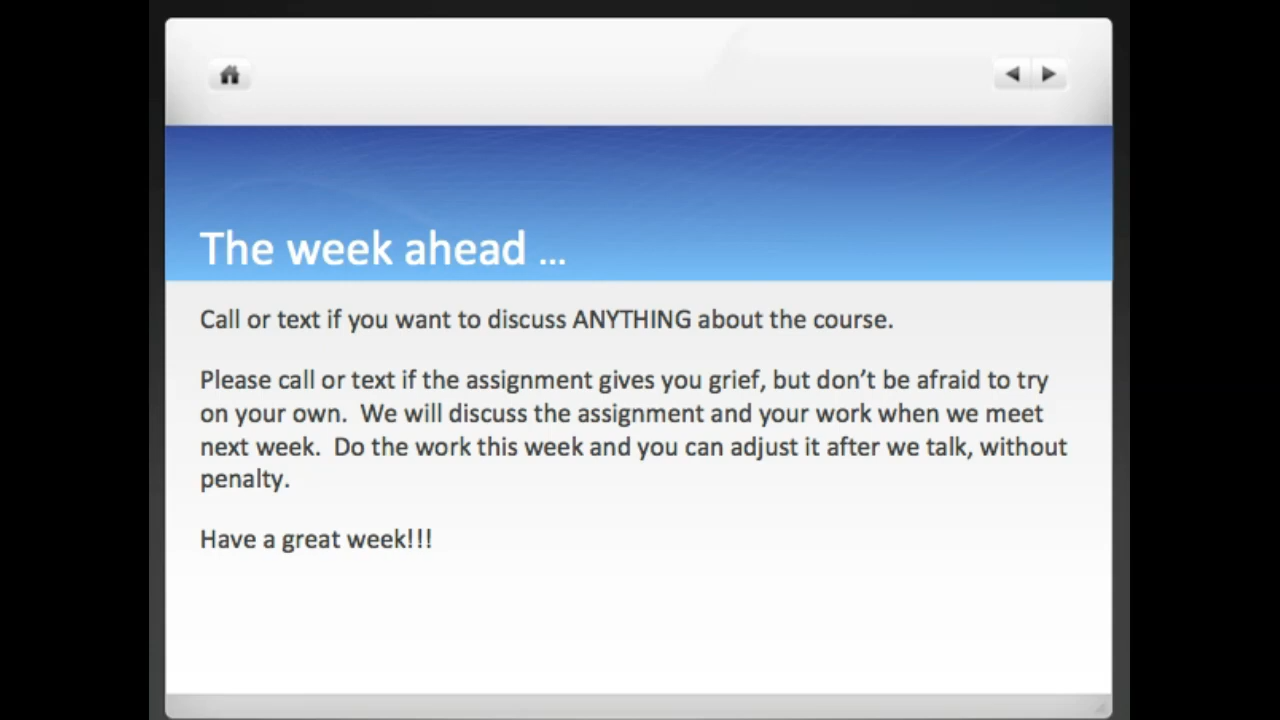 The week ahead ...
Call or text if you want to discuss ANYTHING about the course.
Please call or text if the assignment gives you grief, but don’t be afraid to try
on your own.  We will discuss the assignment and your work when we meet
next week.  Do the work this week and you can adjust it after we talk, without
penalty.
Have a great week!!!